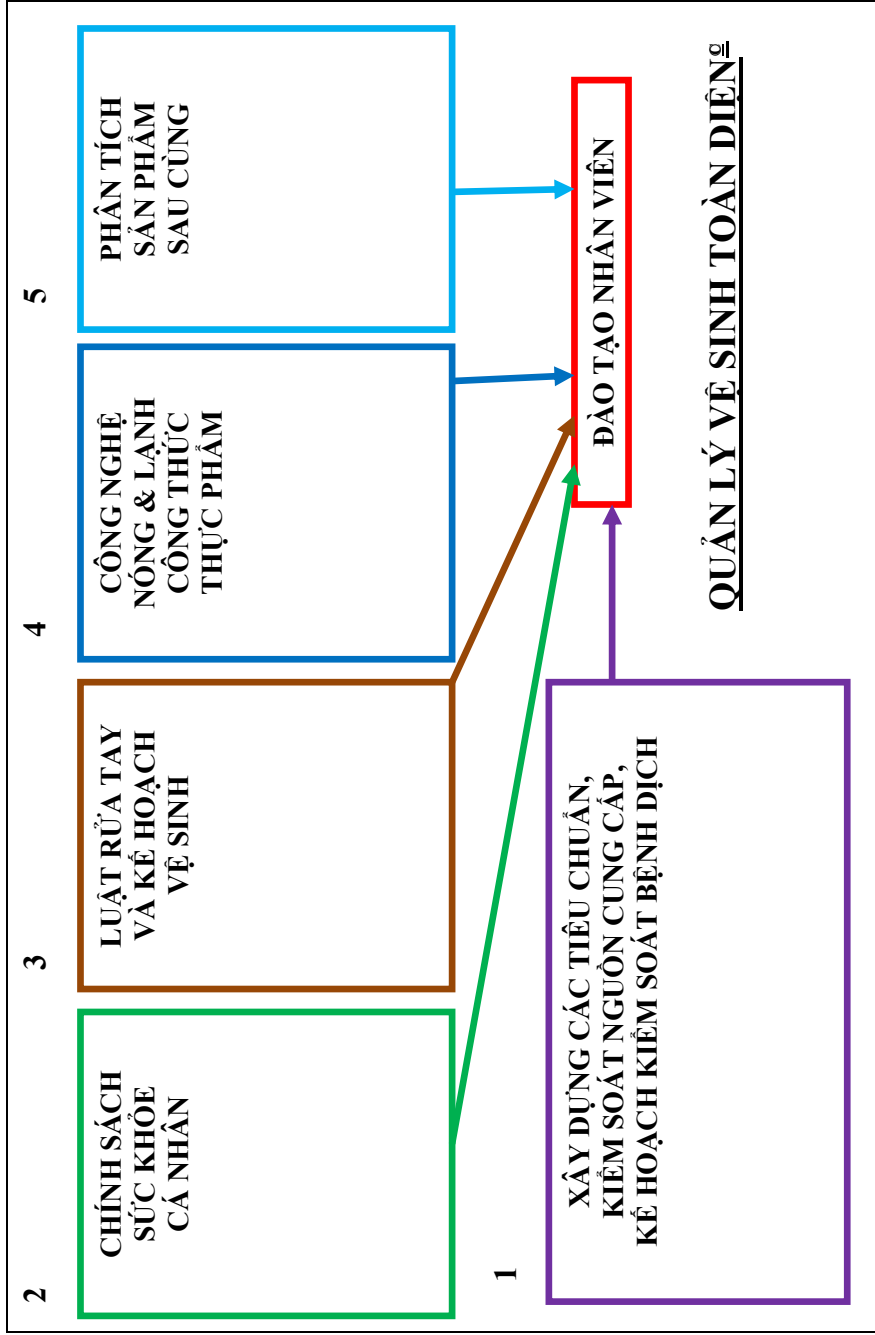 2
CHÍNH SÁCH
SỨC KHỎE
CÁ NHÂN
3
LUẬT RỬA TAY
VÀ KẾ HOẠCH
VỆ SINH
4
CÔNG NGHỆ
NÓNG & LẠNH
CÔNG THỨC
THỰC PHẨM
5
PHÂN TÍCH
SẢN PHẨM
SAU CÙNG
1
XÂY DỰNG CÁC TIÊU CHUẨN,
KIỂM SOÁT NGUỒN CUNG CẤP,
KẾ HOẠCH KIỂM SOÁT BỆNH DỊCH
ĐÀO TẠO NHÂN VIÊN
QUẢN LÝ VỆ SINH TOÀN DIỆN